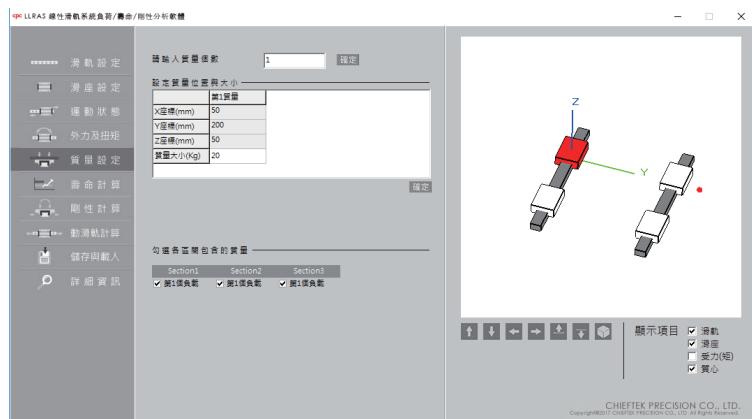 cpc LLRAS 線性滑軌系統負荷/壽命/剛性分析軟體
滑軌設定
滑座設定
運動狀態
外力及扭矩
質量設定
壽命計算
剛性計算
動滑軌計算
儲存與載入
詳細資訊
請輸入質量個數 1 確定
設定質量位置與大小
第1質量
X座標(mm) 50
Y座標(mm) 200
Z座標(mm) 50
質量大小(Kg) 20
確定
勾選各區間包含的質量
Section1 Section2 Section3
第1個負載 第1個負載 第1個負載
Z
Y
顯示項目 滑軌
滑座
受力(矩)
質心
CHIEFTEK PRECISION CO., LTD.
Copyright©2017 CHIEFTEK PRECISION CO., LTD. All Rights Reserved.